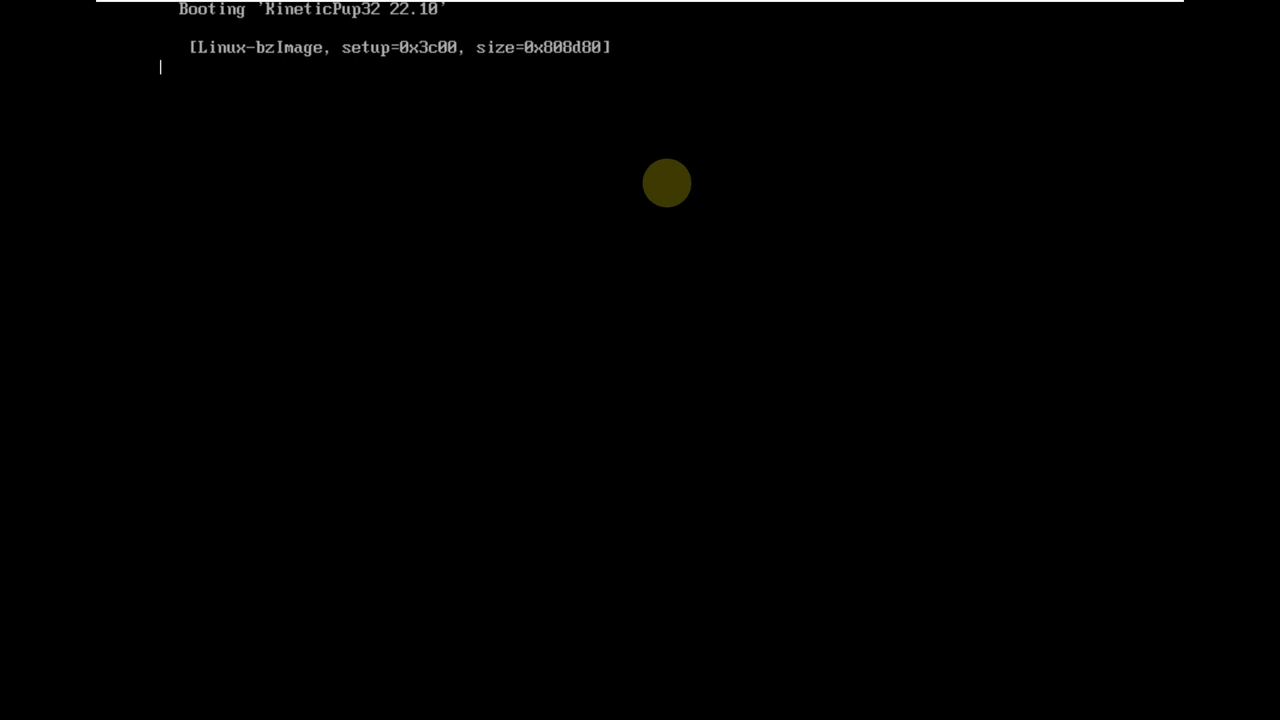 Booting 'KineticPup32 22.10'
[Linux-bzImage, setup=0x3c00, size=0x808d80]